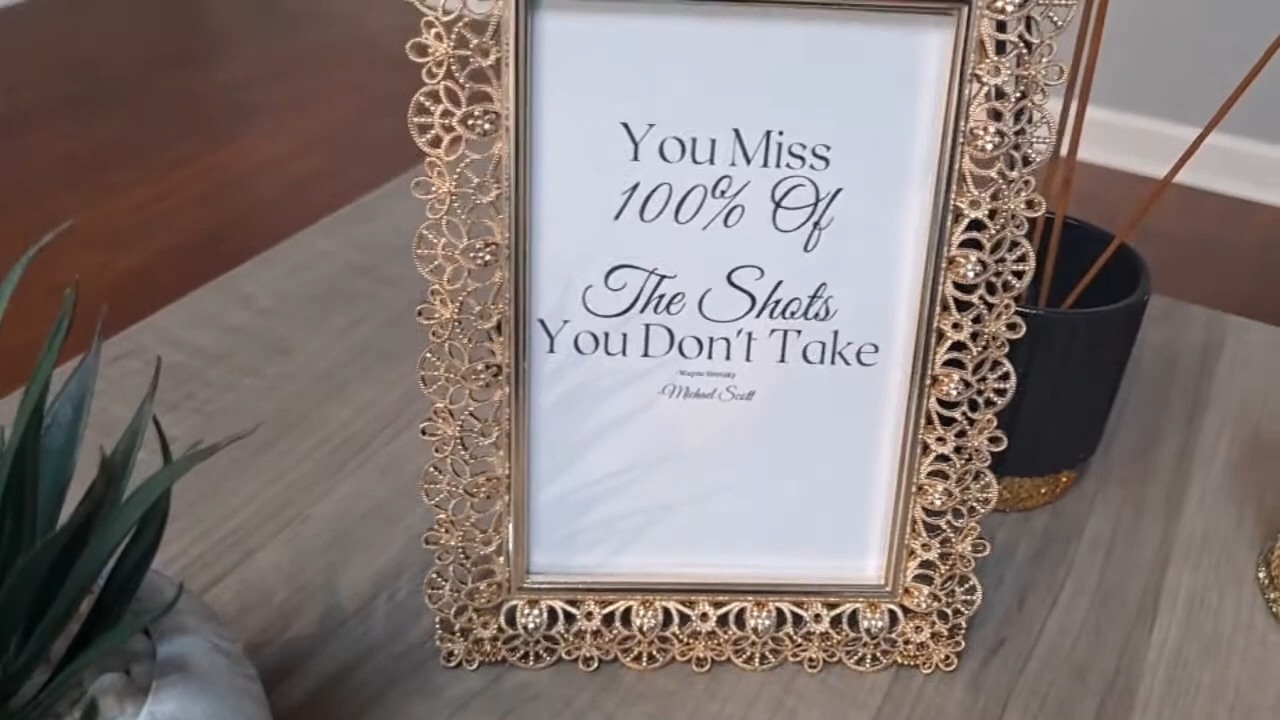 You Miss
100% Of
The Shots
You Don't Take
-Wayne Gretzky
-Michael Scott